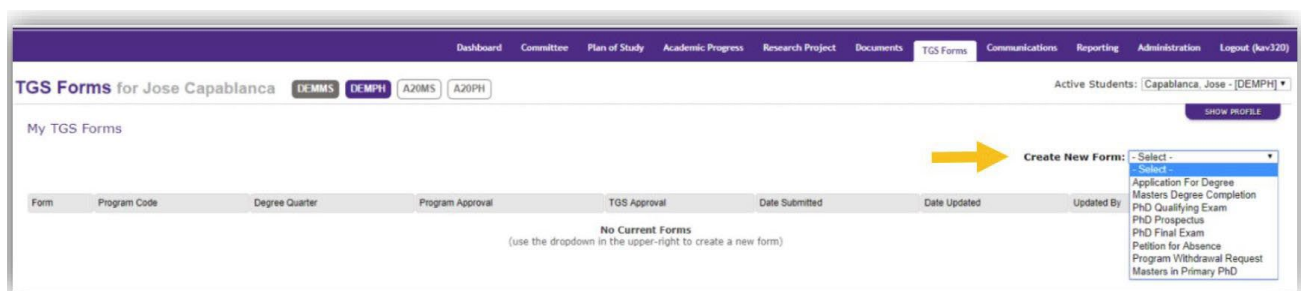 Dashboard Committee Plan of Study Academic Progress Research Project Documents TGS Forms Communications Reporting Administration Logout (kav320)
TGS Forms for Jose Capablanca DEMMS DEMPH A20MS A20PH Active Students: Capablanca, Jose - [DEMPH]
SHOW PROFILE
My TGS Forms
Create New Form: - Select -
- Select -
Application For Degree
Masters Degree Completion
PhD Qualifying Exam
PhD Prospectus
PhD Final Exam
Petition for Absence
Program Withdrawal Request
Masters in Primary PhD
Form Program Code Degree Quarter Program Approval TGS Approval Date Submitted Date Updated Updated By
No Current Forms
(use the dropdown in the upper-right to create a new form)